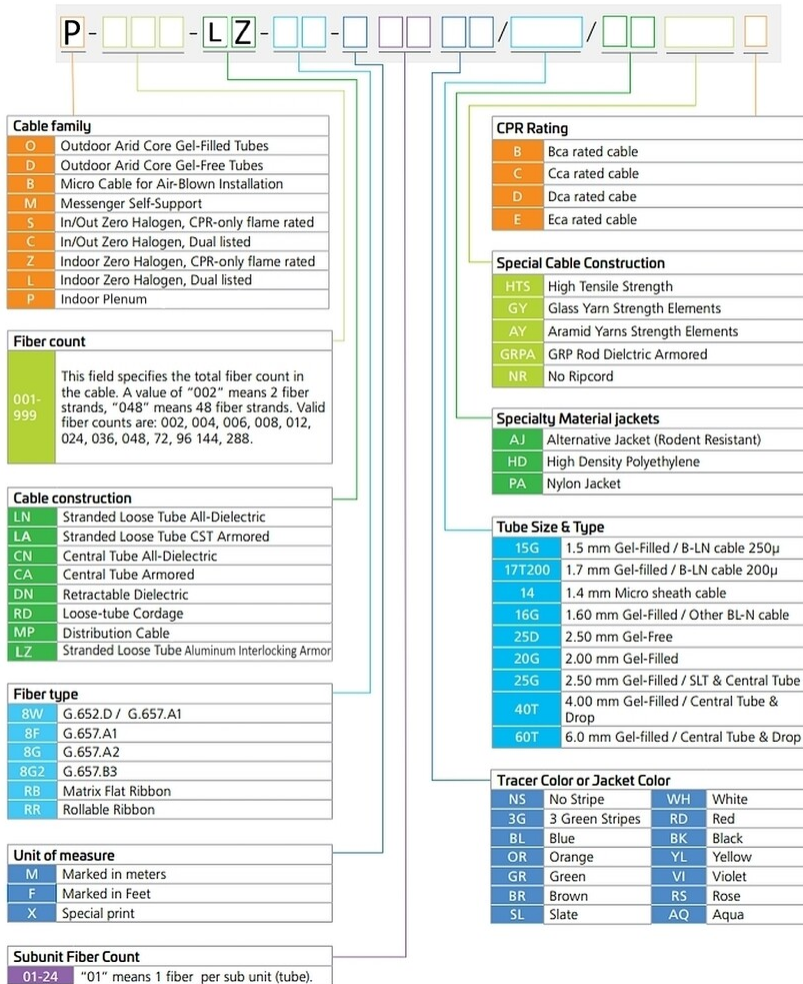 P - - L Z - - / /
Cable family
O Outdoor Arid Core Gel-Filled Tubes
D Outdoor Arid Core Gel-Free Tubes
B Micro Cable for Air-Blown Installation
M Messenger Self-Support
S In/Out Zero Halogen, CPR-only flame rated
C In/Out Zero Halogen, Dual listed
Z Indoor Zero Halogen, CPR-only flame rated
L Indoor Zero Halogen, Dual listed
P Indoor Plenum
Fiber count
001-
999
This field specifies the total fiber count in
the cable. A value of “002” means 2 fiber
strands, “048” means 48 fiber strands. Valid
fiber counts are: 002, 004, 006, 008, 012,
024, 036, 048, 72, 96 144, 288.
Cable construction
LN Stranded Loose Tube All-Dielectric
LA Stranded Loose Tube CST Armored
CN Central Tube All-Dielectric
CA Central Tube Armored
DN Retractable Dielectric
RD Loose-tube Cordage
MP Distribution Cable
LZ Stranded Loose Tube Aluminum Interlocking Armor
Fiber type
8W G.652.D / G.657.A1
8F G.657.A1
8G G.657.A2
8G2 G.657.B3
RB Matrix Flat Ribbon
RR Rollable Ribbon
Unit of measure
M Marked in meters
F Marked in Feet
X Special print
Subunit Fiber Count
01-24 “01” means 1 fiber per sub unit (tube).
CPR Rating
B Bca rated cable
C Cca rated cable
D Dca rated cabe
E Eca rated cable
Special Cable Construction
HTS High Tensile Strength
GY Glass Yarn Strength Elements
AY Aramid Yarns Strength Elements
GRPA GRP Rod Dielctric Armored
NR No Ripcord
Specialty Material jackets
AJ Alternative Jacket (Rodent Resistant)
HD High Density Polyethylene
PA Nylon Jacket
Tube Size & Type
15G 1.5 mm Gel-Filled / B-LN cable 250µ
17T200 1.7 mm Gel-filled / B-LN cable 200µ
14 1.4 mm Micro sheath cable
16G 1.60 mm Gel-Filled / Other BL-N cable
25D 2.50 mm Gel-Free
20G 2.00 mm Gel-Filled
25G 2.50 mm Gel-Filled / SLT & Central Tube
40T 4.00 mm Gel-Filled / Central Tube &
Drop
60T 6.0 mm Gel-filled / Central Tube & Drop
Tracer Color or Jacket Color
NS No Stripe WH White
3G 3 Green Stripes RD Red
BL Blue BK Black
OR Orange YL Yellow
GR Green VI Violet
BR Brown RS Rose
SL Slate AQ Aqua